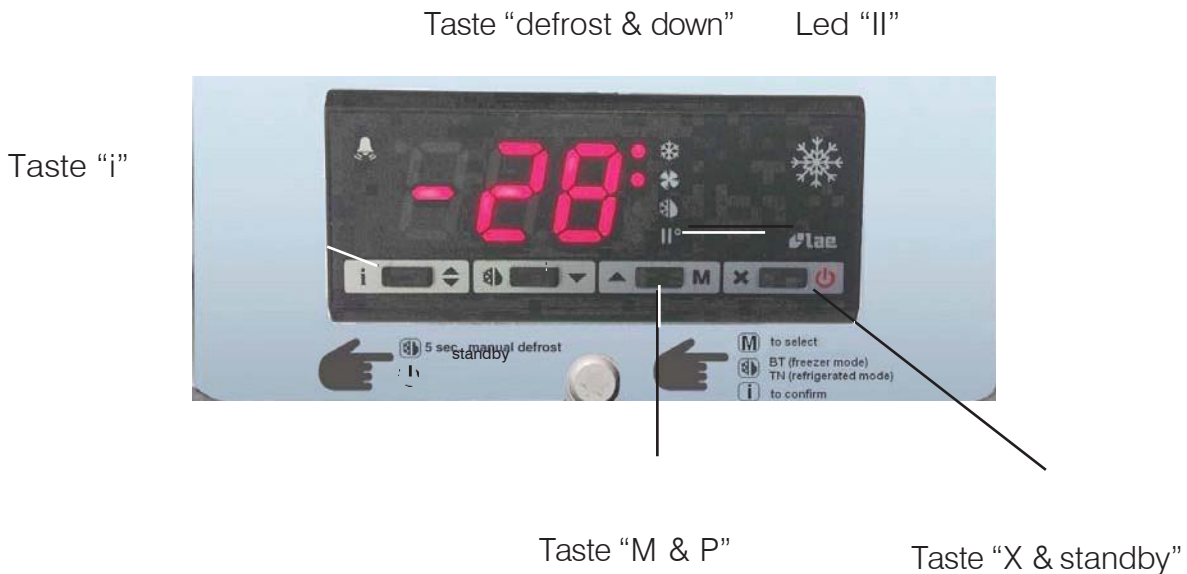 Taste “defrost & down” Led “II”
Taste “i”
-28:
II°
lae
i M X
5 sec. manual defrost
standby
M to select
BT (freezer mode)
TN (refrigerated mode)
i to confirm
Taste “M & P” Taste “X & standby”